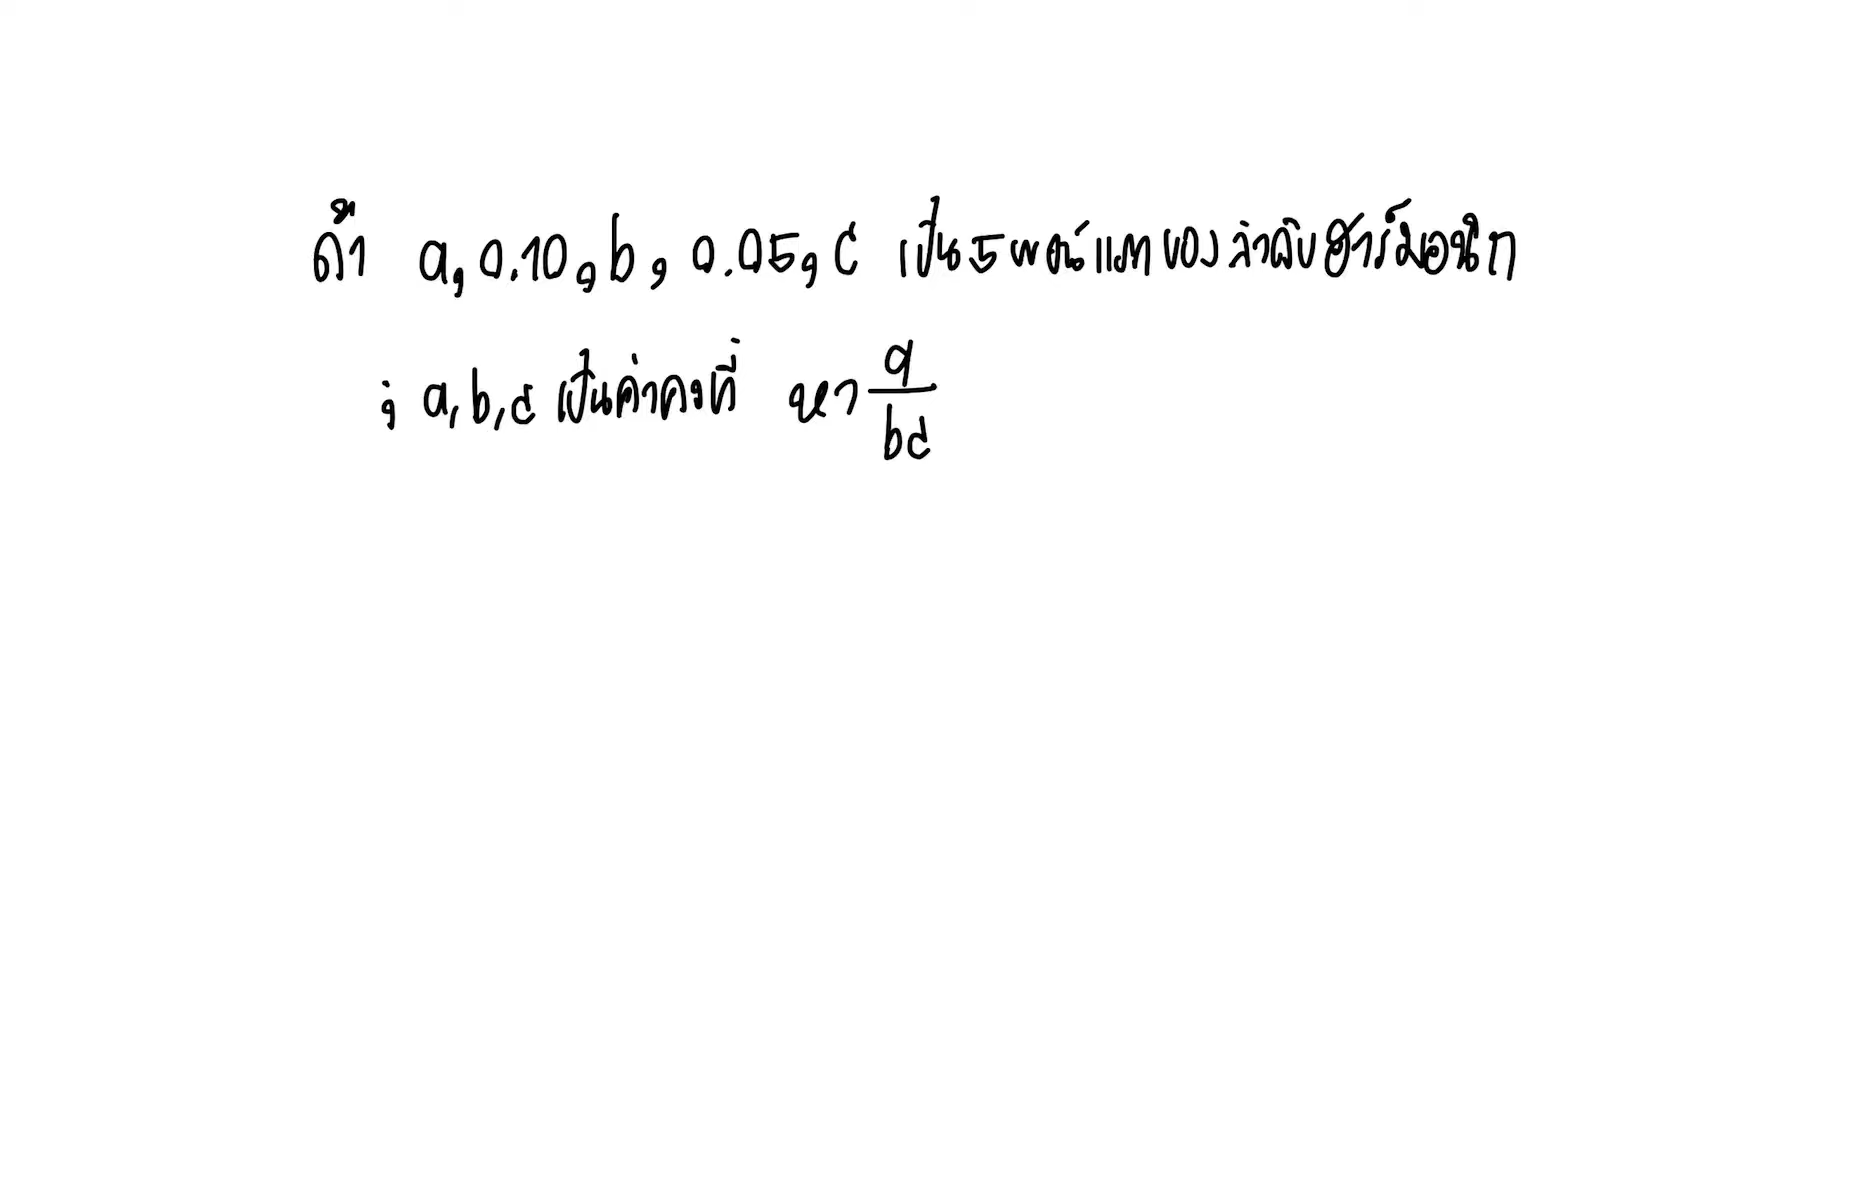 ถ้า a, 0.10, b, 0.05, c เป็น 5 พจน์แรกของลำดับฮาร์มอนิก
; a, b, c เป็นค่าคงที่ หา a/bc